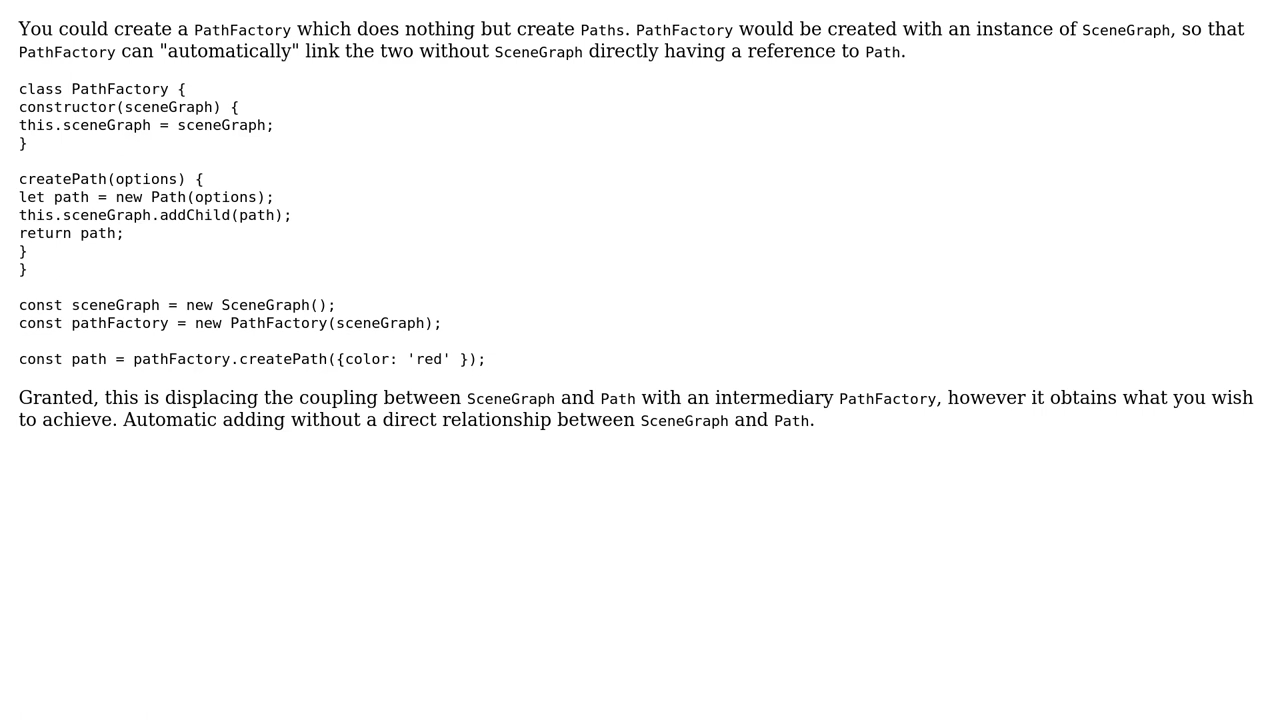 You could create a PathFactory which does nothing but create Paths. PathFactory would be created with an instance of SceneGraph, so that
PathFactory can "automatically" link the two without SceneGraph directly having a reference to Path.
class PathFactory {
constructor(sceneGraph) {
this.sceneGraph = sceneGraph;
}
createPath(options) {
let path = new Path(options);
this.sceneGraph.addChild(path);
return path;
}
}
const sceneGraph = new SceneGraph();
const pathFactory = new PathFactory(sceneGraph);
const path = pathFactory.createPath({color: 'red' });
Granted, this is displacing the coupling between SceneGraph and Path with an intermediary PathFactory, however it obtains what you wish
to achieve. Automatic adding without a direct relationship between SceneGraph and Path.